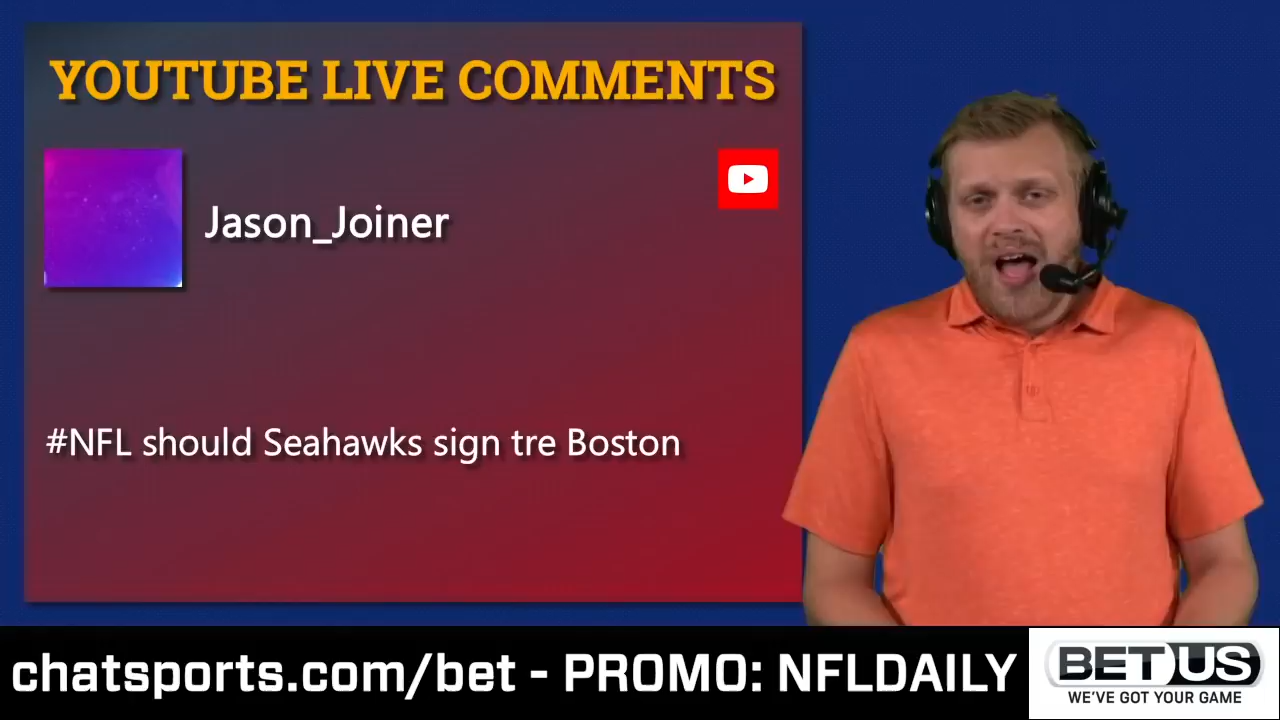 YOUTUBE LIVE COMMENTS
Jason_Joiner
#NFL should Seahawks sign tre Boston
chatsports.com/bet - PROMO: NFLDAILY
BETUS
WE'VE GOT YOUR GAME